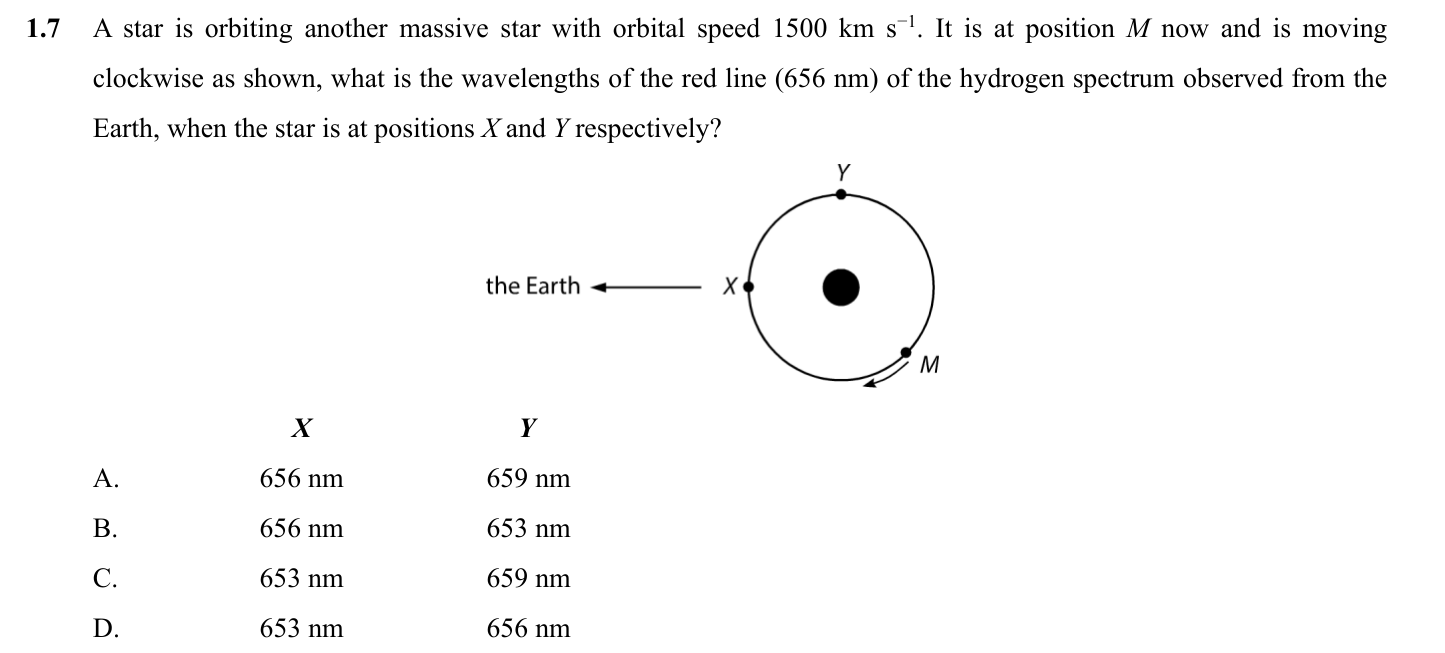 1.7 A star is orbiting another massive star with orbital speed 1500 km s⁻¹. It is at position M now and is moving
clockwise as shown, what is the wavelengths of the red line (656 nm) of the hydrogen spectrum observed from the
Earth, when the star is at positions X and Y respectively?
Y
the Earth X
M
X Y
A. 656 nm 659 nm
B. 656 nm 653 nm
C. 653 nm 659 nm
D. 653 nm 656 nm